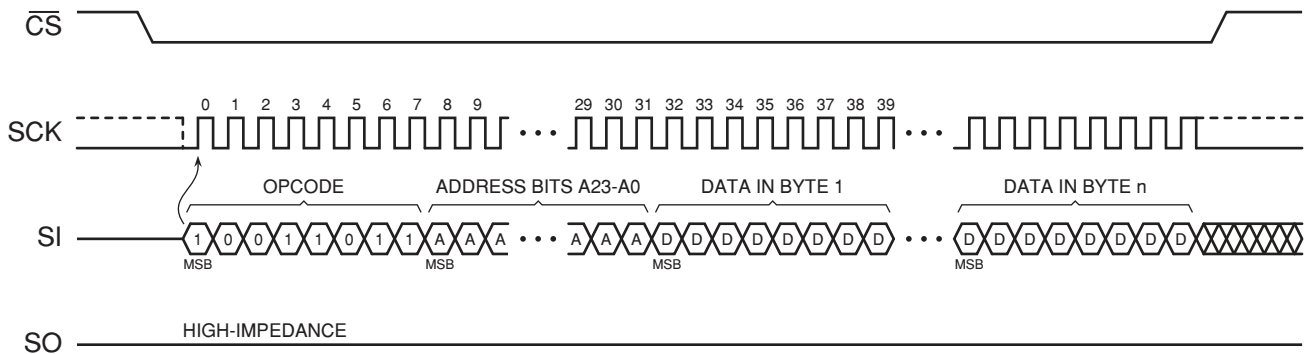 CS
0 1 2 3 4 5 6 7 8 9 29 30 31 32 33 34 35 36 37 38 39
SCK
OPCODE ADDRESS BITS A23-A0 DATA IN BYTE 1 DATA IN BYTE n
SI 1 0 0 1 1 0 1 1 A A A A A A D D D D D D D D D D D D D D D D
MSB MSB MSB MSB
HIGH-IMPEDANCE
SO